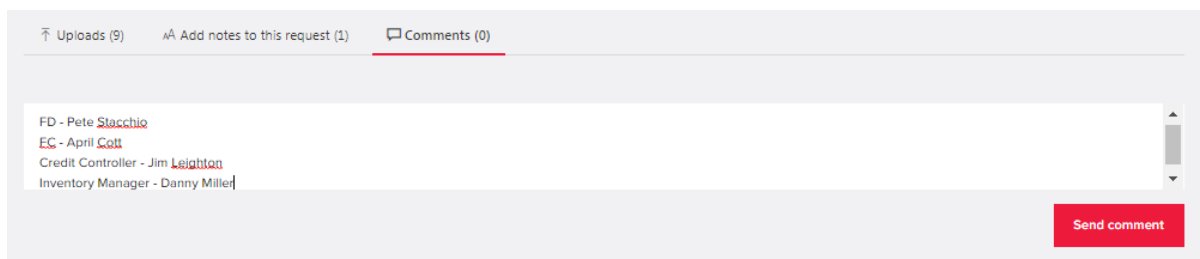 Uploads (9)
Add notes to this request (1)
Comments (0)
FD - Pete Stacchio
FC - April Cott
Credit Controller - Jim Leighton
Inventory Manager - Danny Miller
Send comment